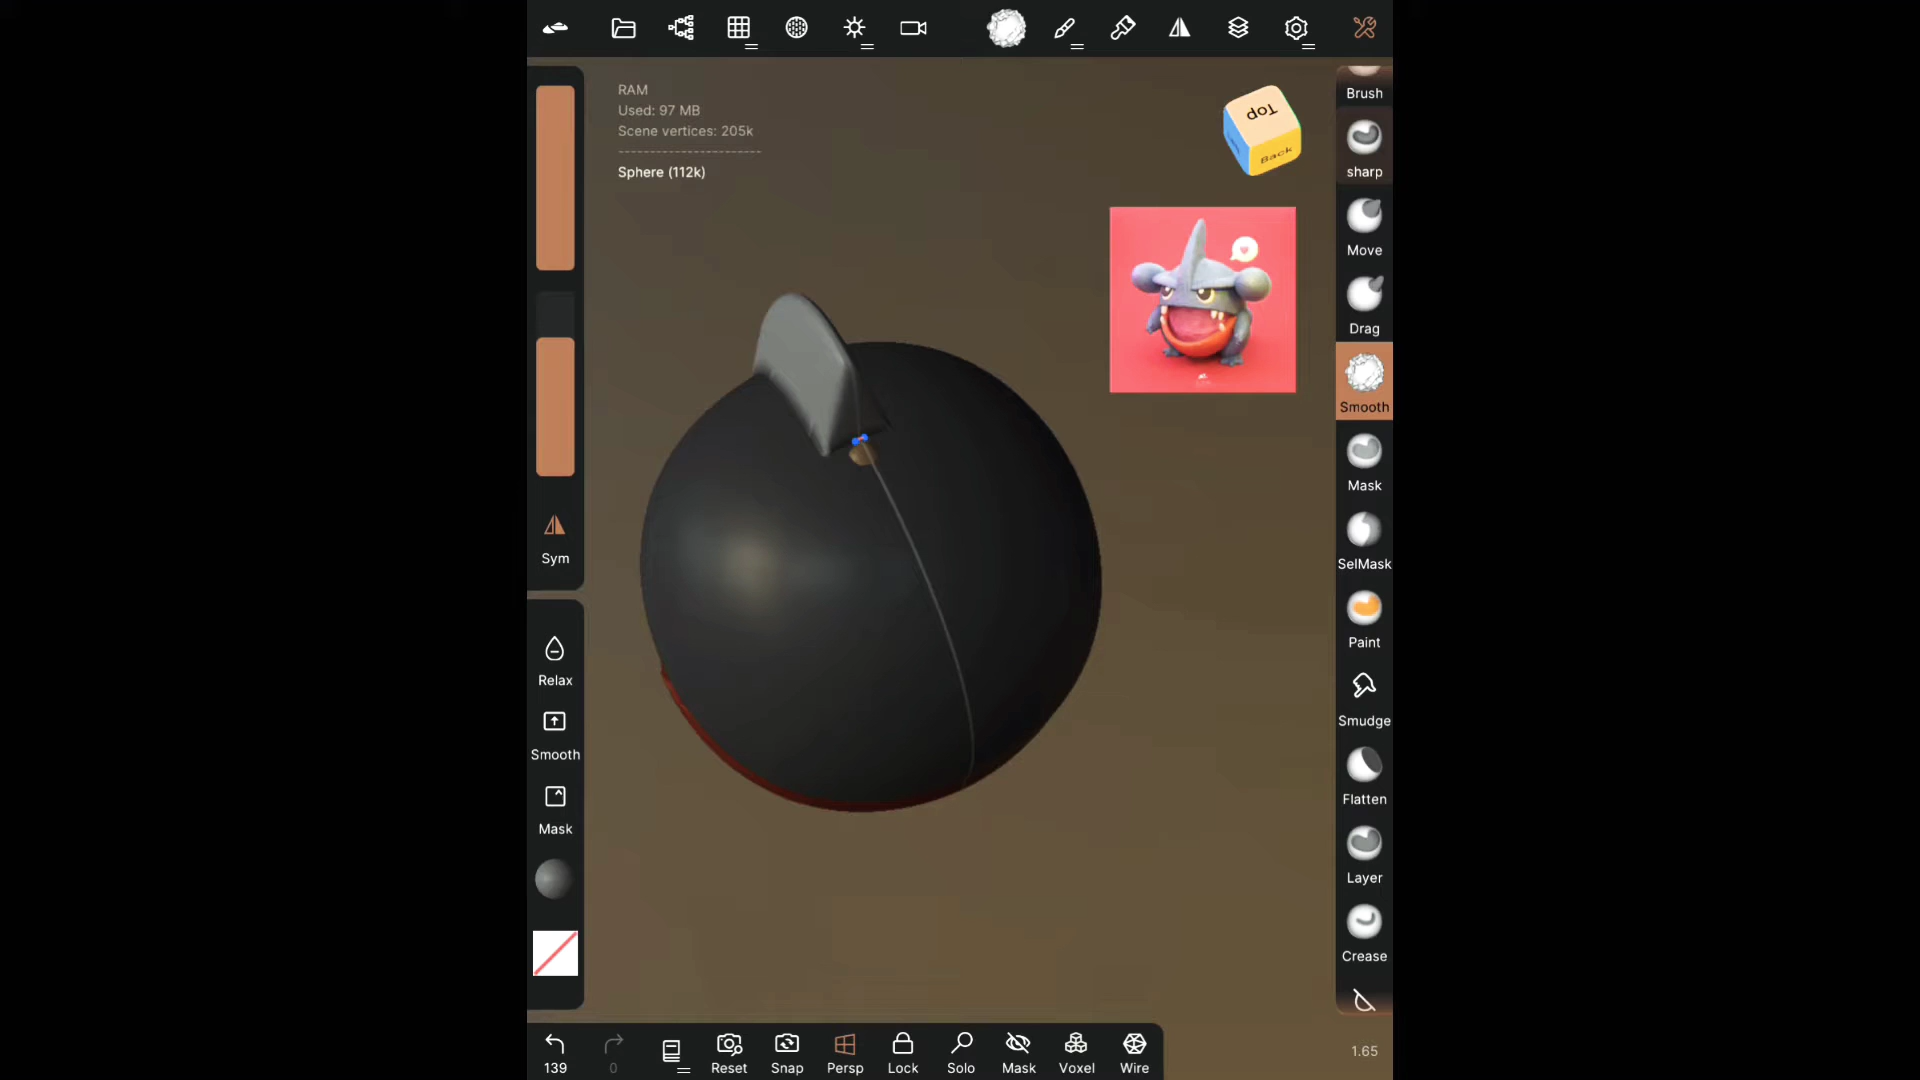 RAM
Used: 97 MB
Scene vertices: 205k
Sphere (112k)
Top
Back
Brush
sharp
Move
Drag
Smooth
Mask
SelMask
Paint
Smudge
Flatten
Layer
Crease
Sym
Relax
Smooth
Mask
139
0
Reset
Snap
Persp
Lock
Solo
Mask
Voxel
Wire
1.65